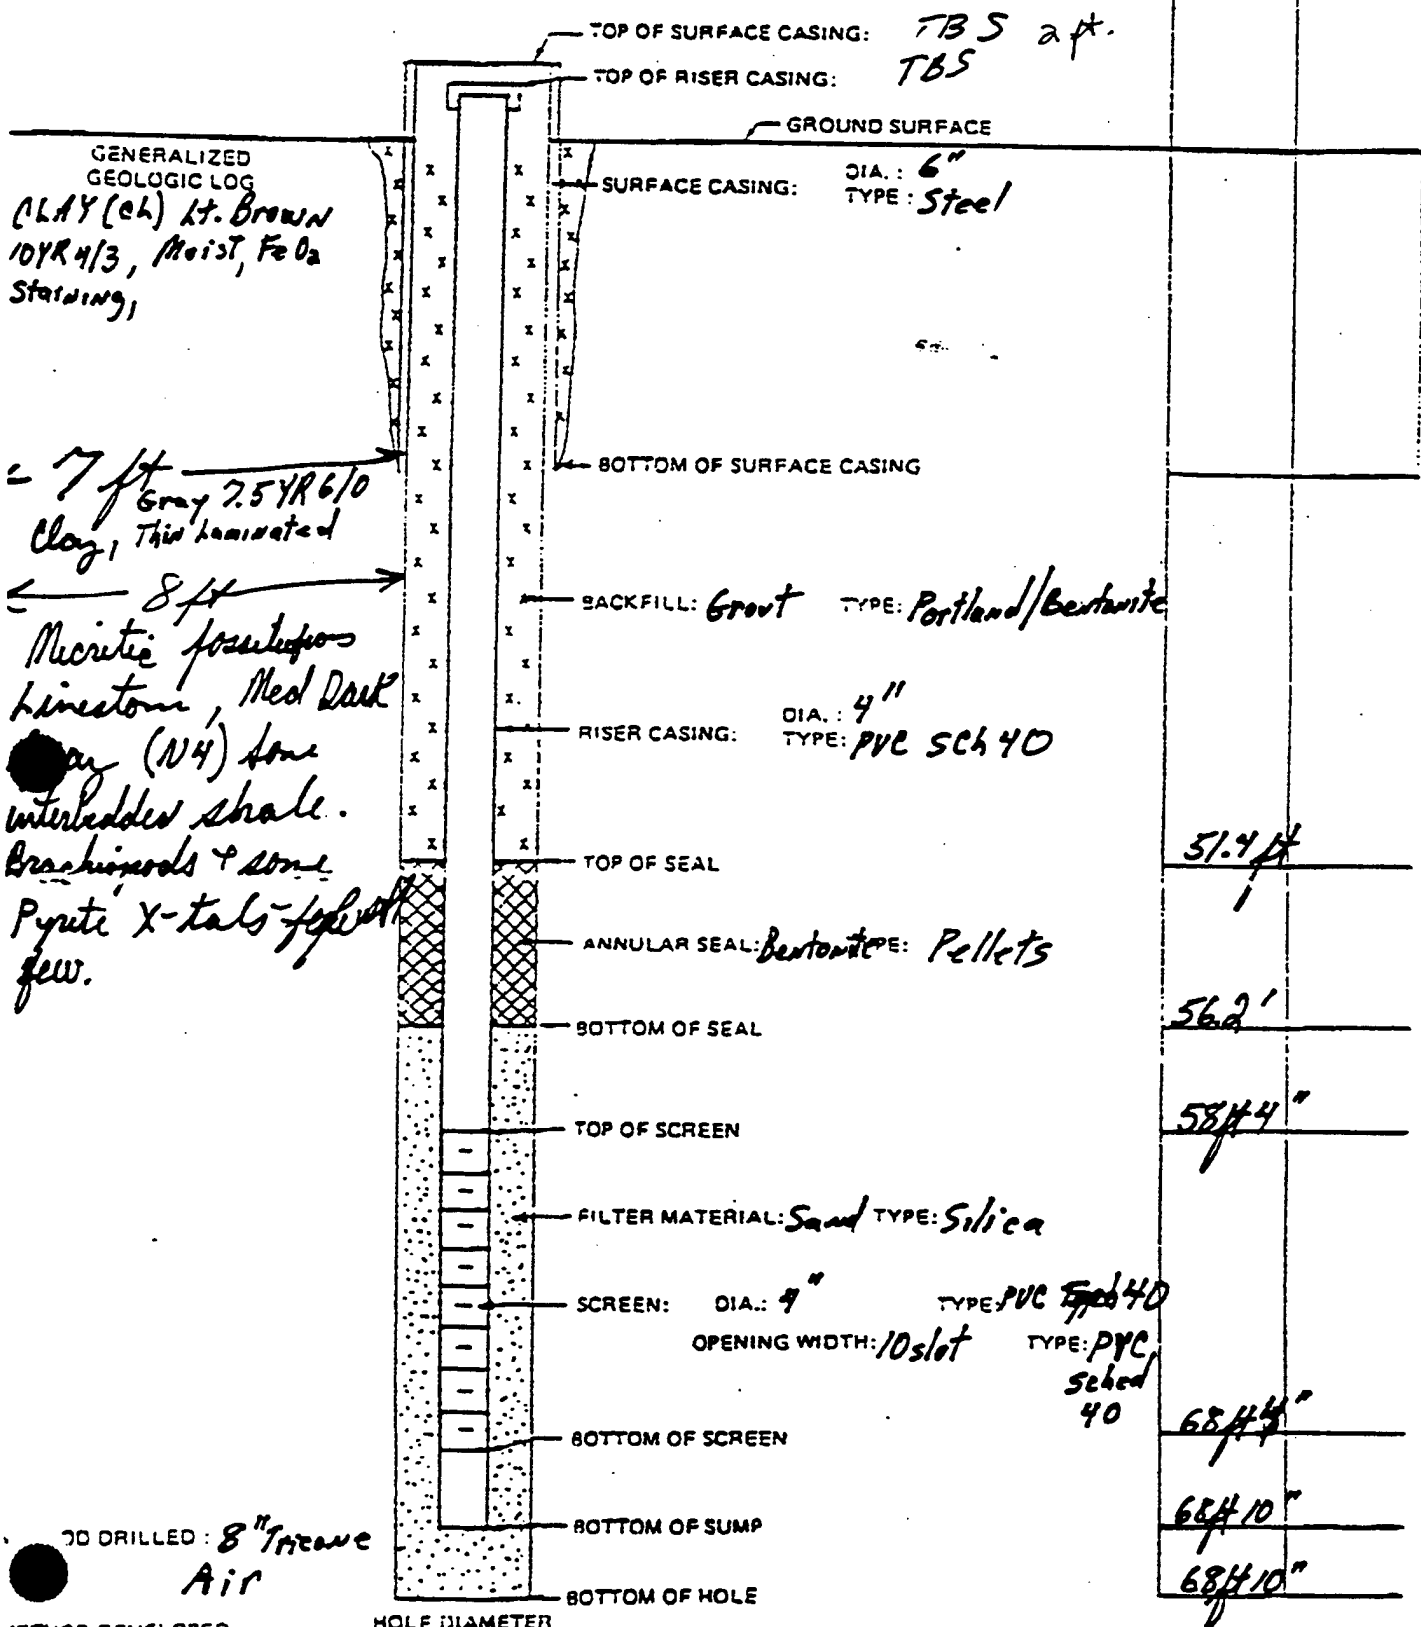 TOP OF SURFACE CASING: TBS 2 ft.
TOP OF RISER CASING: TBS
GROUND SURFACE
GENERALIZED
GEOLOGIC LOG
CLAY (CL) Lt. Brown
10YR 4/3, Moist, FeO2
Staining,
SURFACE CASING: DIA.: 6"
TYPE: Steel
= 7 ft
Gray 7.5YR 6/0
Clay, Thin Laminated
BOTTOM OF SURFACE CASING
8 ft
Micritic
Limestone, Med Dark
(N4) some
interbedded shale.
Brachiopods + some
Pyrite X-tals
few.
BACKFILL: Grout TYPE: Portland/Bentonite
RISER CASING: DIA.: 4"
TYPE: PVC Sch 40
TOP OF SEAL 51.4 ft
ANNULAR SEAL: Bentonite PE: Pellets
BOTTOM OF SEAL 56.2'
TOP OF SCREEN 58 ft 4"
FILTER MATERIAL: Sand TYPE: Silica
SCREEN: DIA.: 4" TYPE: PVC 40
OPENING WIDTH: 10 slot TYPE: PVC,
sched
40
BOTTOM OF SCREEN 68 ft 4"
BOTTOM OF SUMP 68 ft 10"
OD DRILLED: 8" Tricone
Air
BOTTOM OF HOLE 68 ft 10"
HOLE DIAMETER